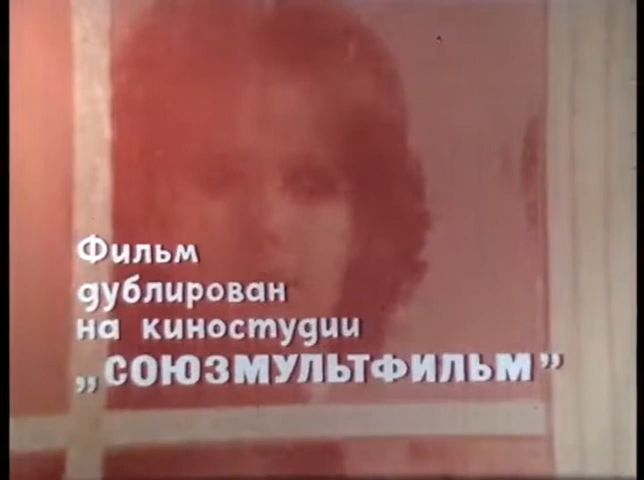 Фильм
дублирован
на киностудии
„СОЮЗМУЛЬТФИЛЬМ”